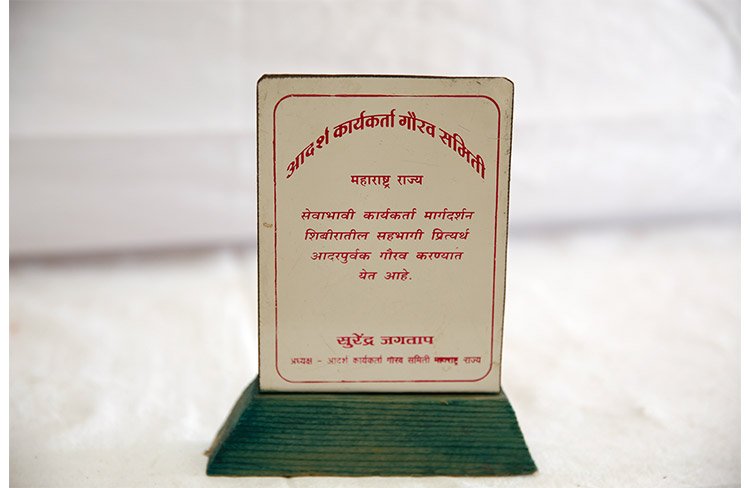 आदर्श कार्यकर्ता गौरव समिती
महाराष्ट्र राज्य
सेवाभावी कार्यकर्ता मार्गदर्शन
शिबीरातील सहभागी प्रित्यर्थ
आदरपुर्वक गौरव करण्यात
येत आहे.
सुरेंद्र जगताप
अध्यक्ष - आदर्श कार्यकर्ता गौरव समिती महाराष्ट्र राज्य